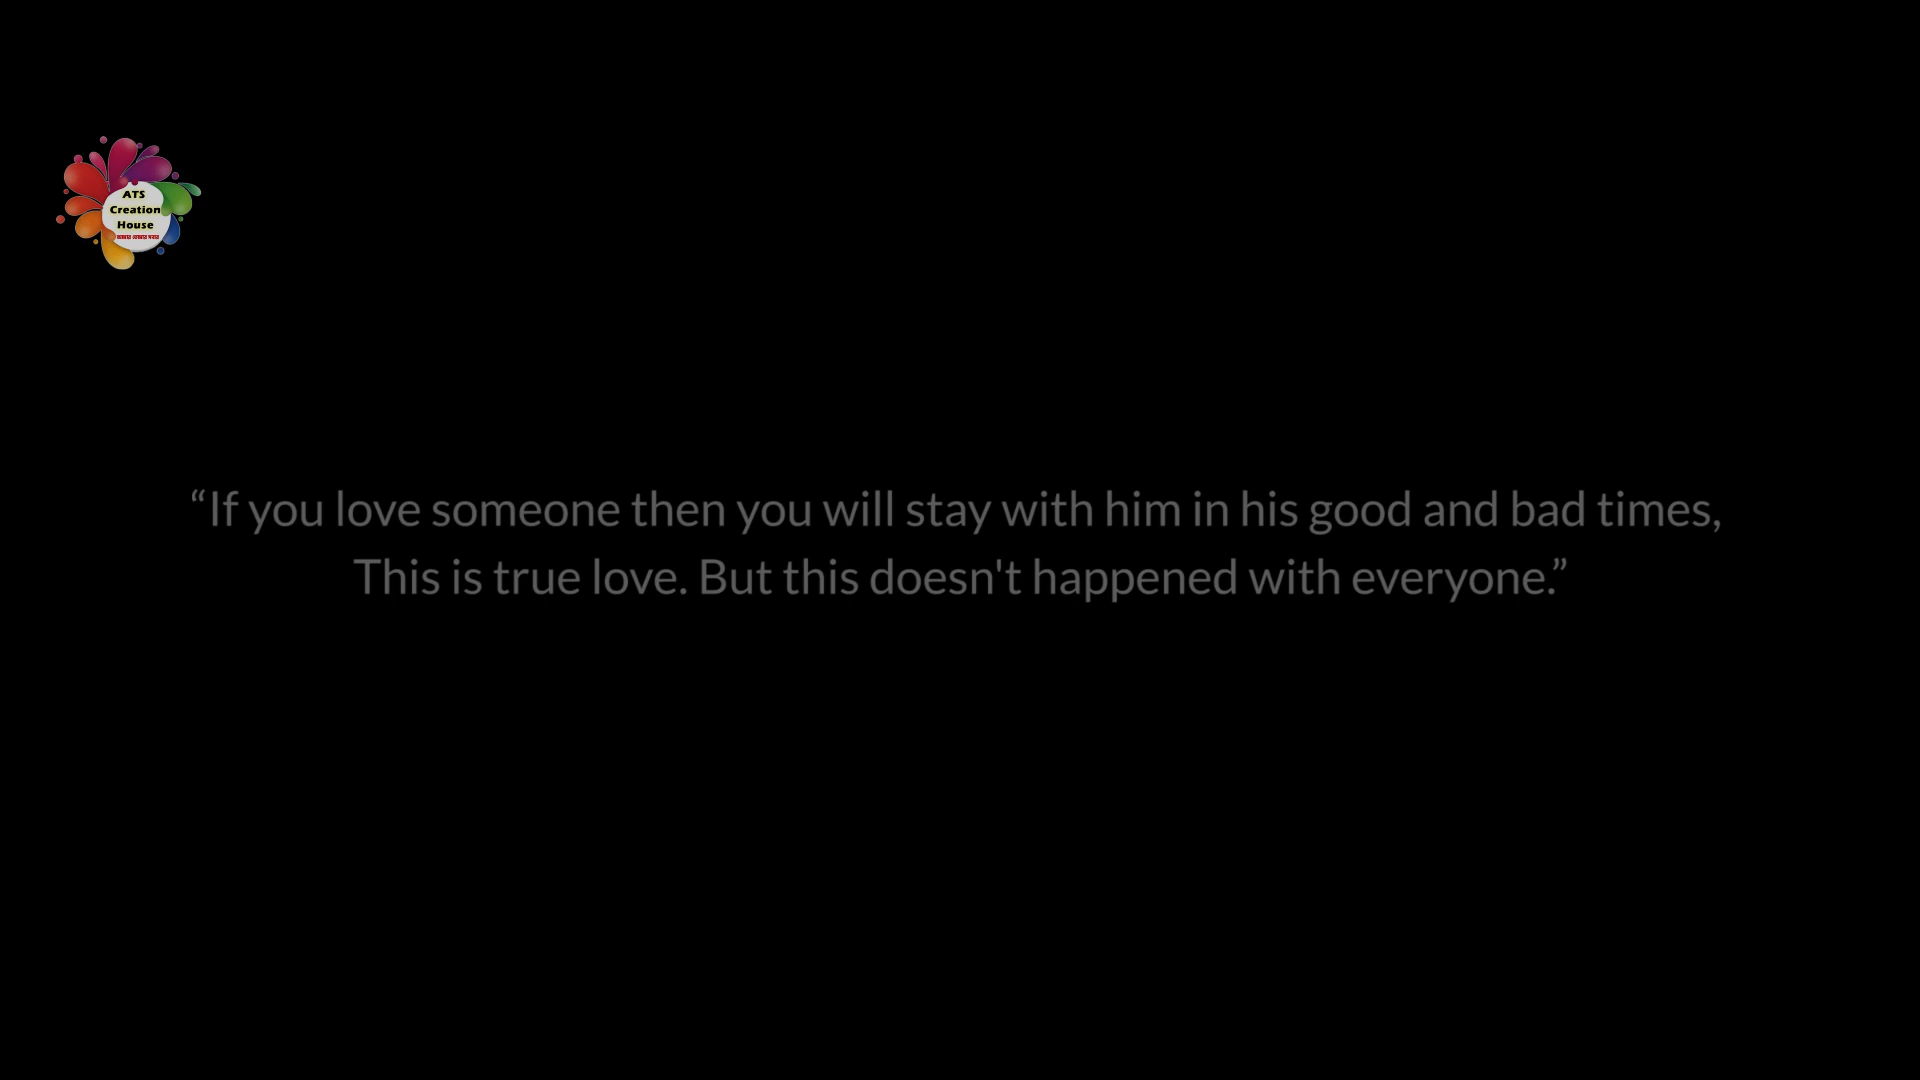 ATS
Creation
House
“If you love someone then you will stay with him in his good and bad times,
This is true love. But this doesn't happened with everyone.”